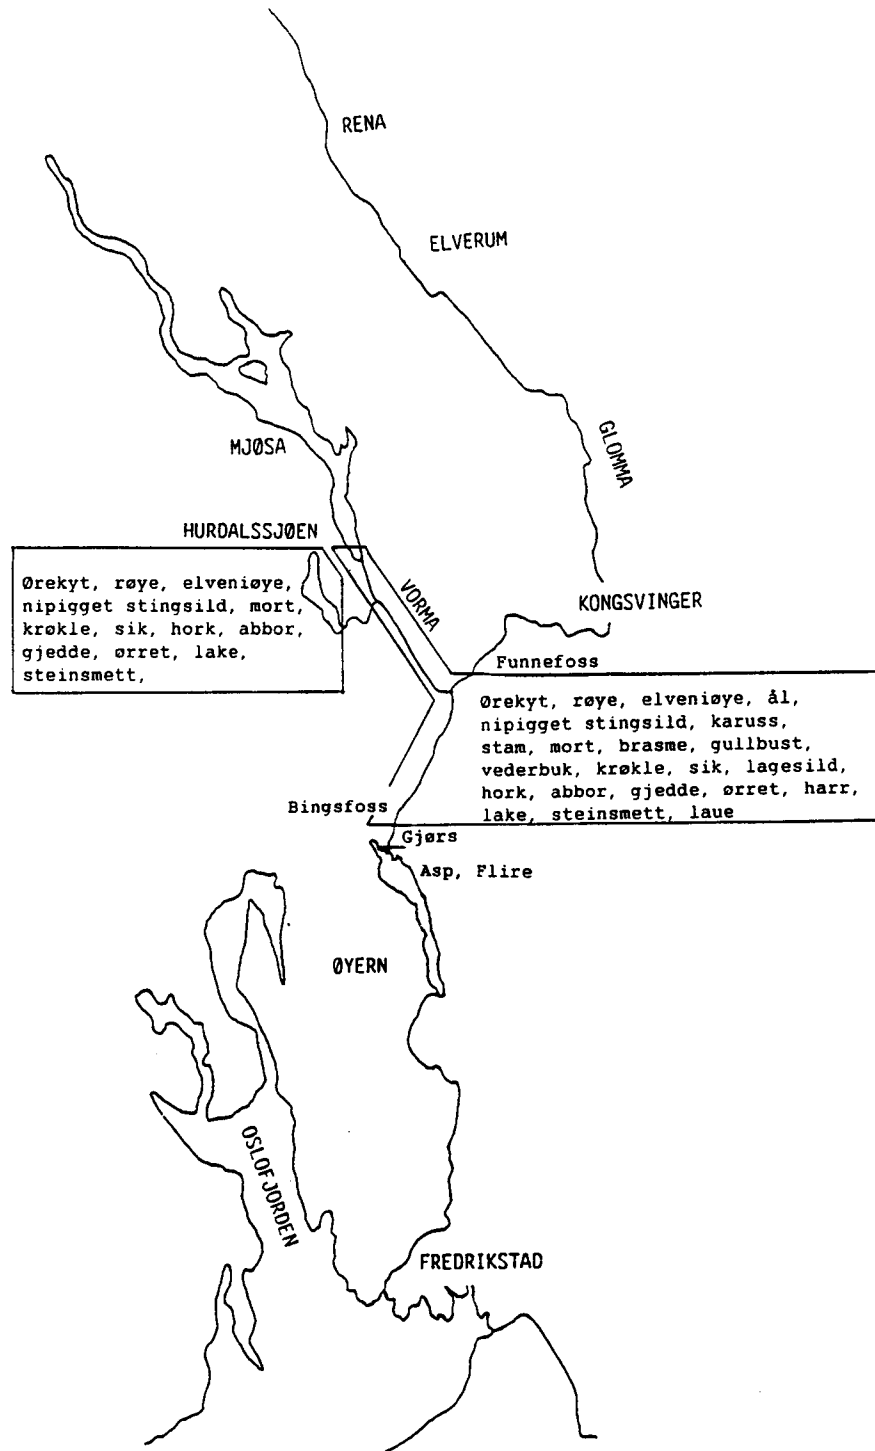 RENA
ELVERUM
GLOMMA
MJØSA
HURDALSSJØEN
Ørekyt, røye, elveniøye,
nipigget stingsild, mort,
krøkle, sik, hork, abbor,
gjedde, ørret, lake,
steinsmett,
VORMA
KONGSVINGER
Funnefoss
Ørekyt, røye, elveniøye, ål,
nipigget stingsild, karuss,
stam, mort, brasme, gullbust,
vederbuk, krøkle, sik, lagesild,
hork, abbor, gjedde, ørret, harr,
lake, steinsmett, laue
Bingsfoss
Gjørs
Asp, Flire
ØYERN
OSLOFJORDEN
FREDRIKSTAD